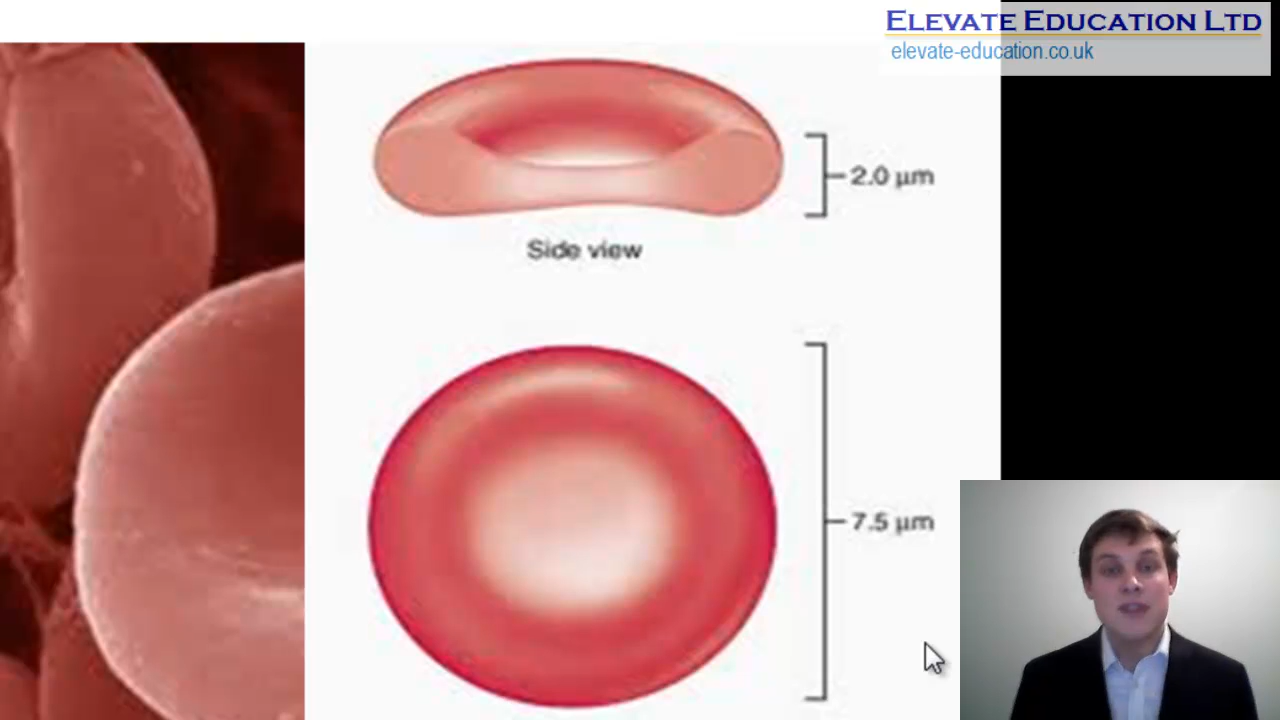 ELEVATE EDUCATION LTD
elevate-education.co.uk
2.0 µm
Side view
7.5 µm